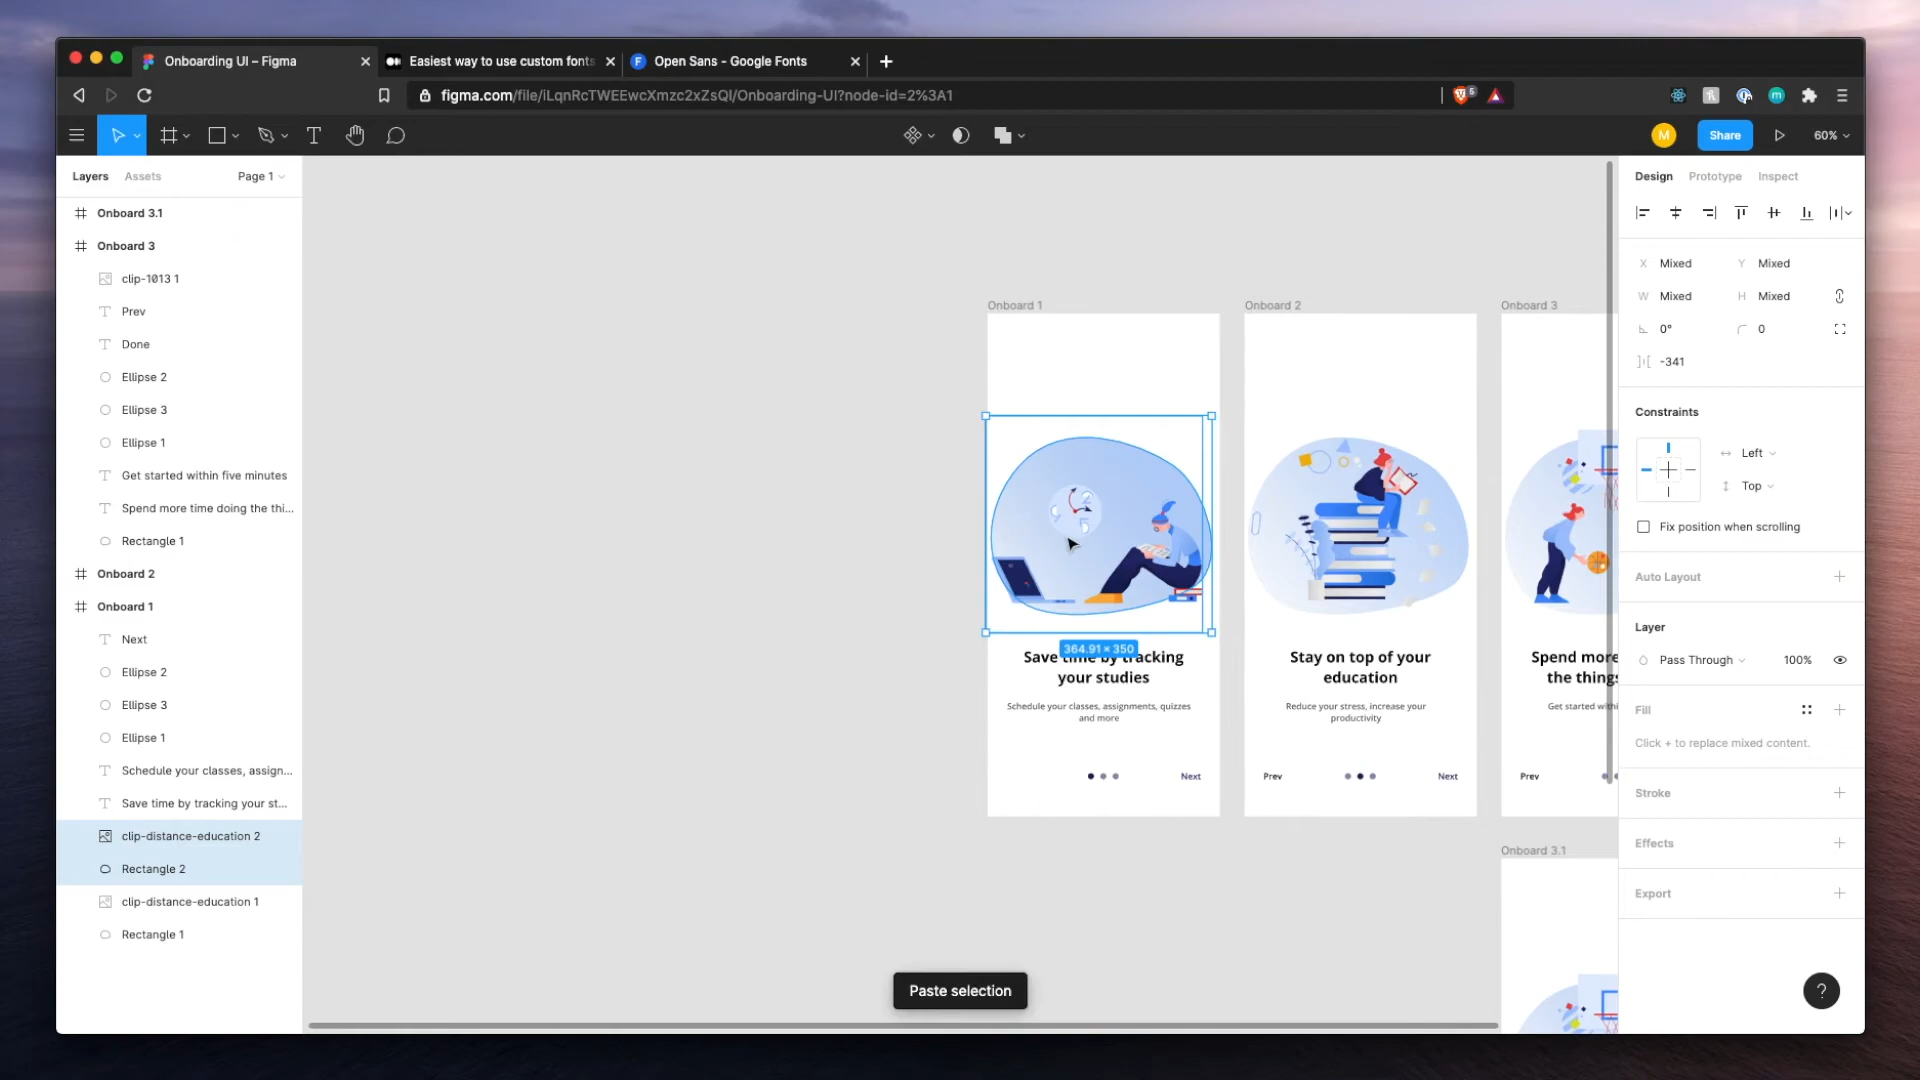 Onboarding UI – Figma
Easiest way to use custom fonts
Open Sans - Google Fonts
figma.com/file/iLqnRcTWEEwcXmzc2xZsQl/Onboarding-UI?node-id=2%3A1
5
m
M
Share
60%
Layers
Assets
Page 1
Onboard 3.1
Onboard 3
clip-1013 1
Prev
Done
Ellipse 2
Ellipse 3
Ellipse 1
Get started within five minutes
Spend more time doing the thi...
Rectangle 1
Onboard 2
Onboard 1
Next
Ellipse 2
Ellipse 3
Ellipse 1
Schedule your classes, assign...
Save time by tracking your st...
clip-distance-education 2
Rectangle 2
clip-distance-education 1
Rectangle 1
Onboard 1
364.91 × 350
Save time by tracking
your studies
Schedule your classes, assignments, quizzes
and more
Next
Onboard 2
Stay on top of your
education
Reduce your stress, increase your
productivity
Prev
Next
Onboard 3
Spend more
the things
Get started withi
Prev
Onboard 3.1
Paste selection
Design
Prototype
Inspect
X Mixed
Y Mixed
W Mixed
H Mixed
0°
0
-341
Constraints
Left
Top
Fix position when scrolling
Auto Layout
Layer
Pass Through
100%
Fill
Click + to replace mixed content.
Stroke
Effects
Export
?